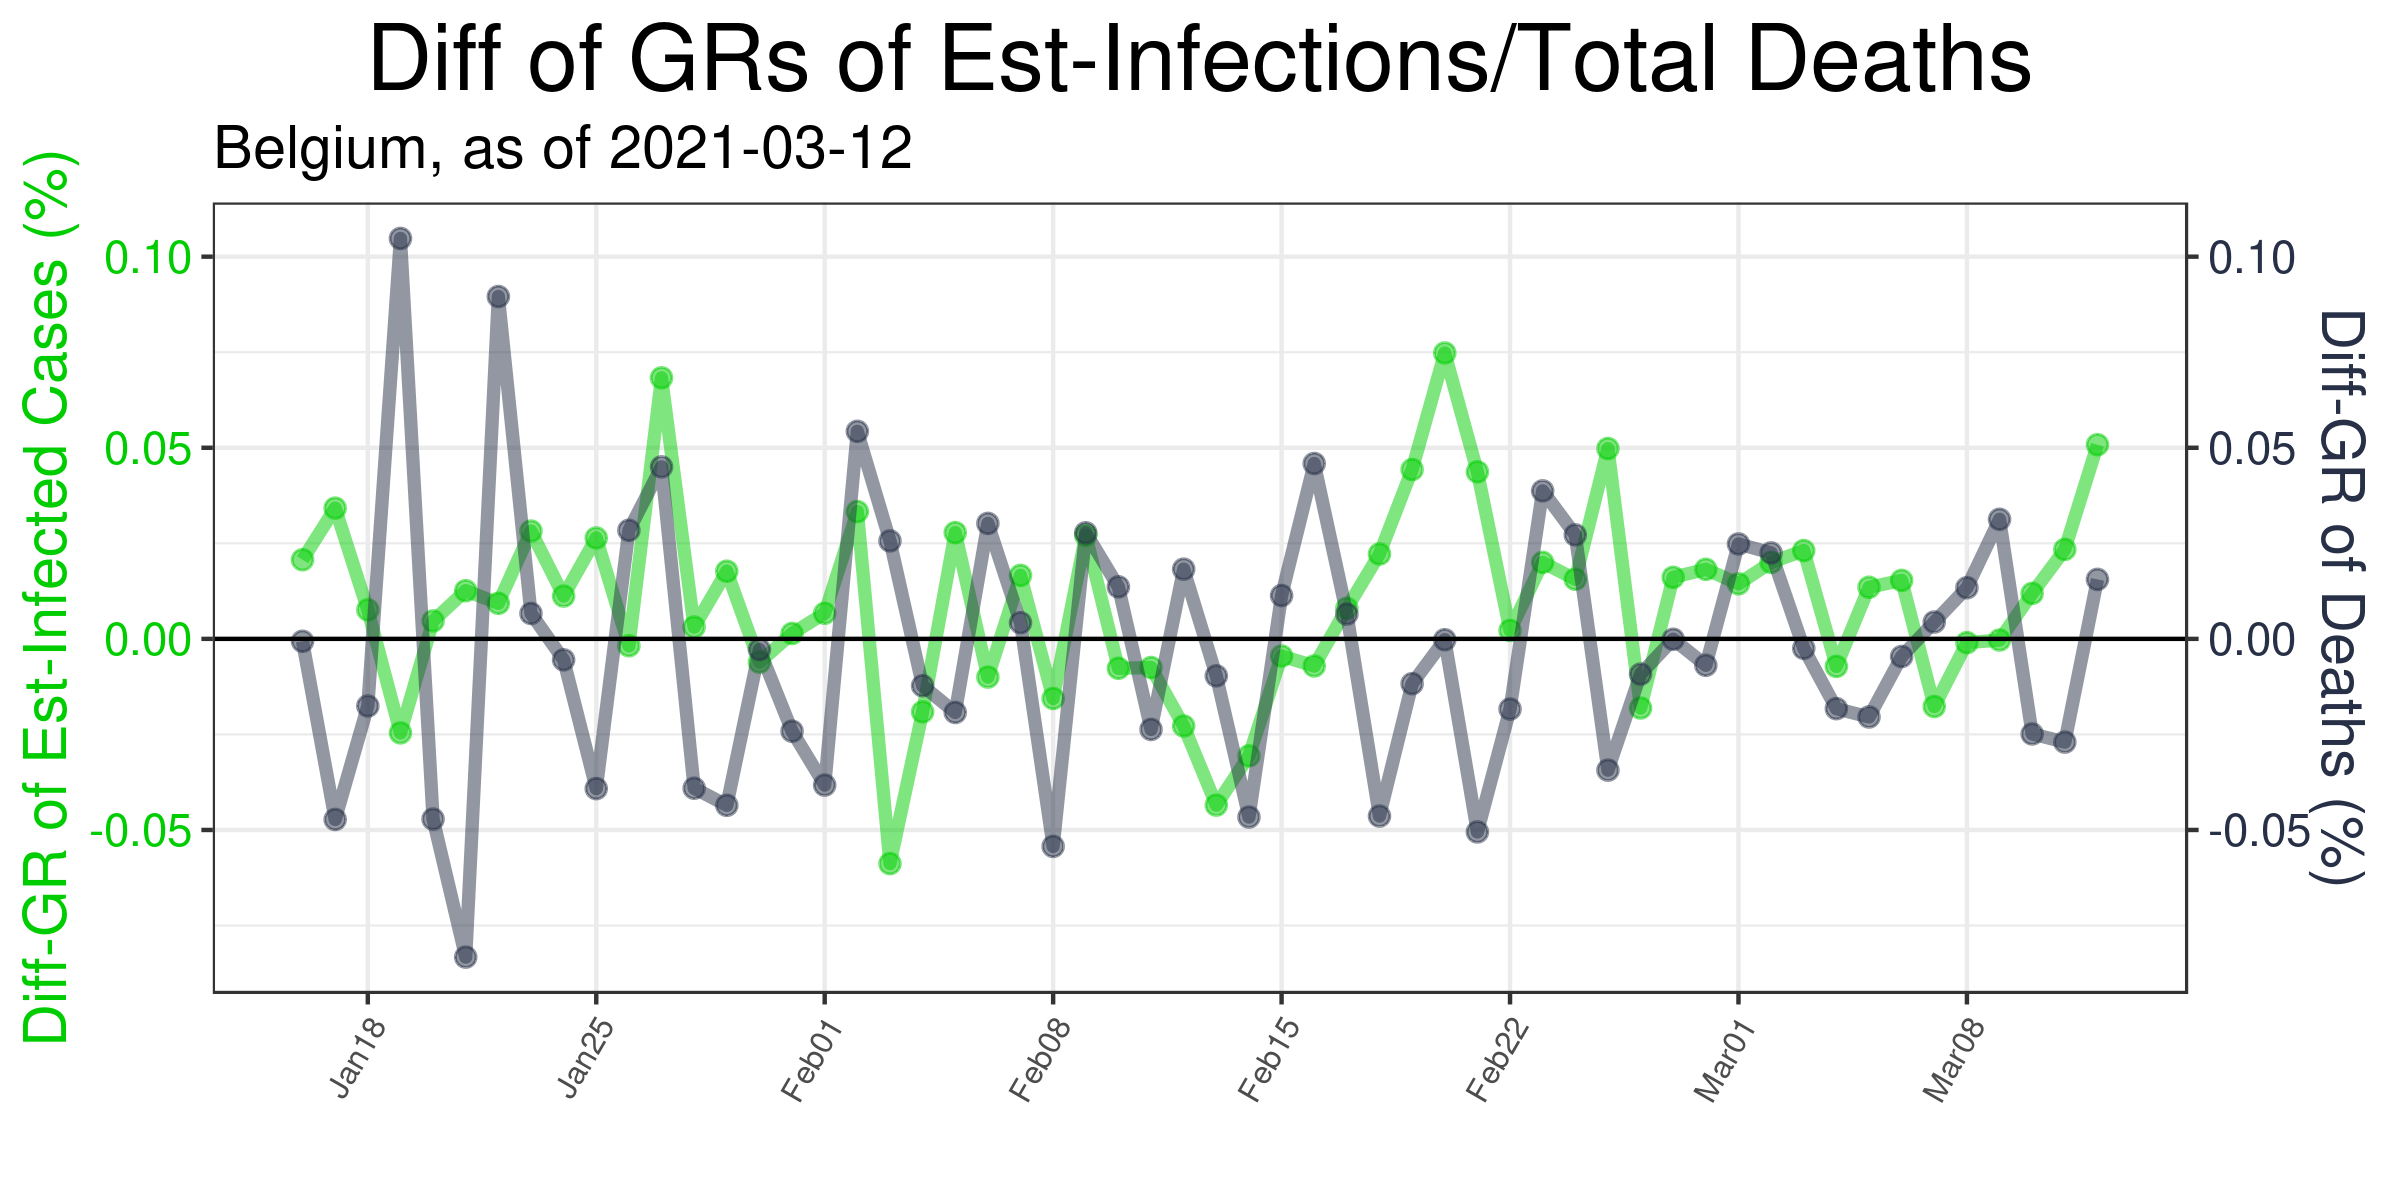 Diff of GRs of Est-Infections/Total Deaths
Belgium, as of 2021-03-12
Diff-GR of Est-Infected Cases (%)
0.10
0.05
0.00
-0.05
0.10
0.05
0.00
-0.05
Diff-GR of Deaths (%)
Jan18
Jan25
Feb01
Feb08
Feb15
Feb22
Mar01
Mar08